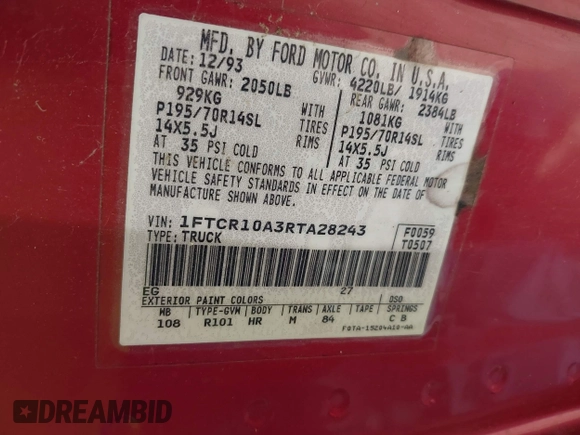 MFD. BY FORD MOTOR CO. IN U.S.A.
DATE: 12/93 GVWR: 4220LB/ 1914KG
FRONT GAWR: 2050LB REAR GAWR: 2384LB
929KG WITH 1081KG WITH
P195/70R14SL TIRES P195/70R14SL TIRES
14X5.5J RIMS 14X5.5J RIMS
AT 35 PSI COLD AT 35 PSI COLD
THIS VEHICLE CONFORMS TO ALL APPLICABLE FEDERAL MOTOR
VEHICLE SAFETY STANDARDS IN EFFECT ON THE DATE OF
MANUFACTURE SHOWN ABOVE.
VIN: 1FTCR10A3RTA28243 F0059
TYPE: TRUCK T0507
EG 27
EXTERIOR PAINT COLORS DSO
WB TYPE-GVW BODY TRANS AXLE TAPE SPRINGS
108 R101 HR M 84 C B
F0TA-15204A10-AA
DREAMBID